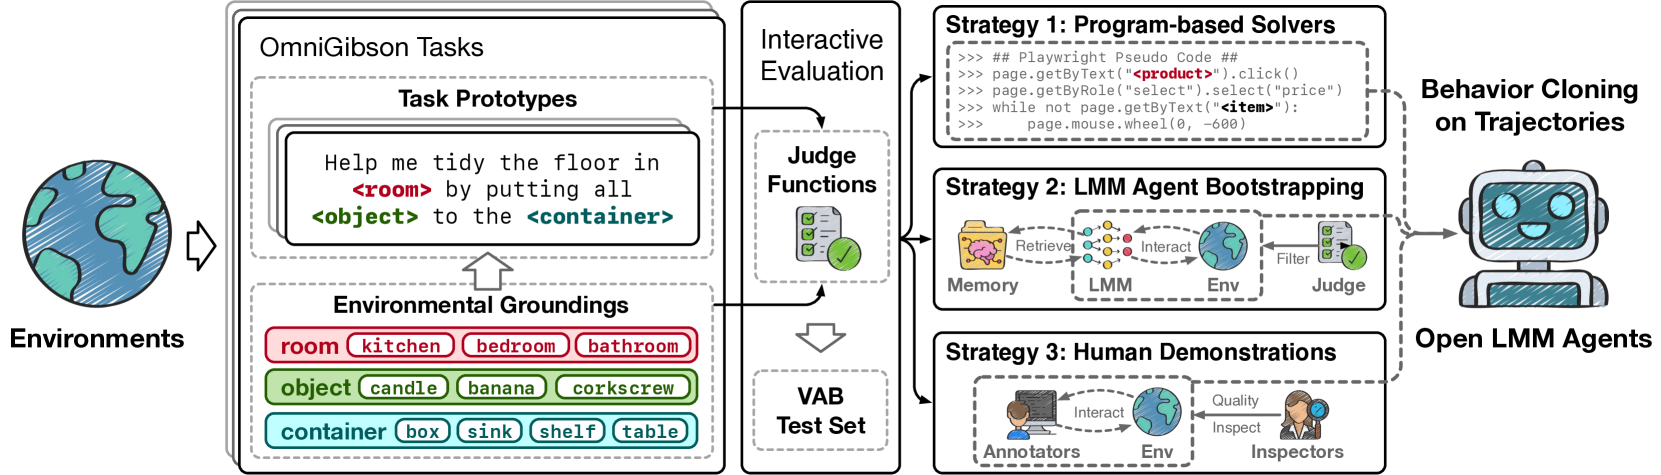 Environments
OmniGibson Tasks
Task Prototypes
Help me tidy the floor in
<room> by putting all
<object> to the <container>
Environmental Groundings
room kitchen bedroom bathroom
object candle banana corkscrew
container box sink shelf table
Interactive
Evaluation
Judge
Functions
VAB
Test Set
Strategy 1: Program-based Solvers
>>> ## Playwright Pseudo Code ##
>>> page.getByText("<product>").click()
>>> page.getByRole("select").select("price")
>>> while not page.getByText("<item>"):
>>>     page.mouse.wheel(0, -600)
Strategy 2: LMM Agent Bootstrapping
Retrieve Interact Filter
Memory LMM Env Judge
Strategy 3: Human Demonstrations
Interact Quality
Inspect
Annotators Env Inspectors
Behavior Cloning
on Trajectories
Open LMM Agents